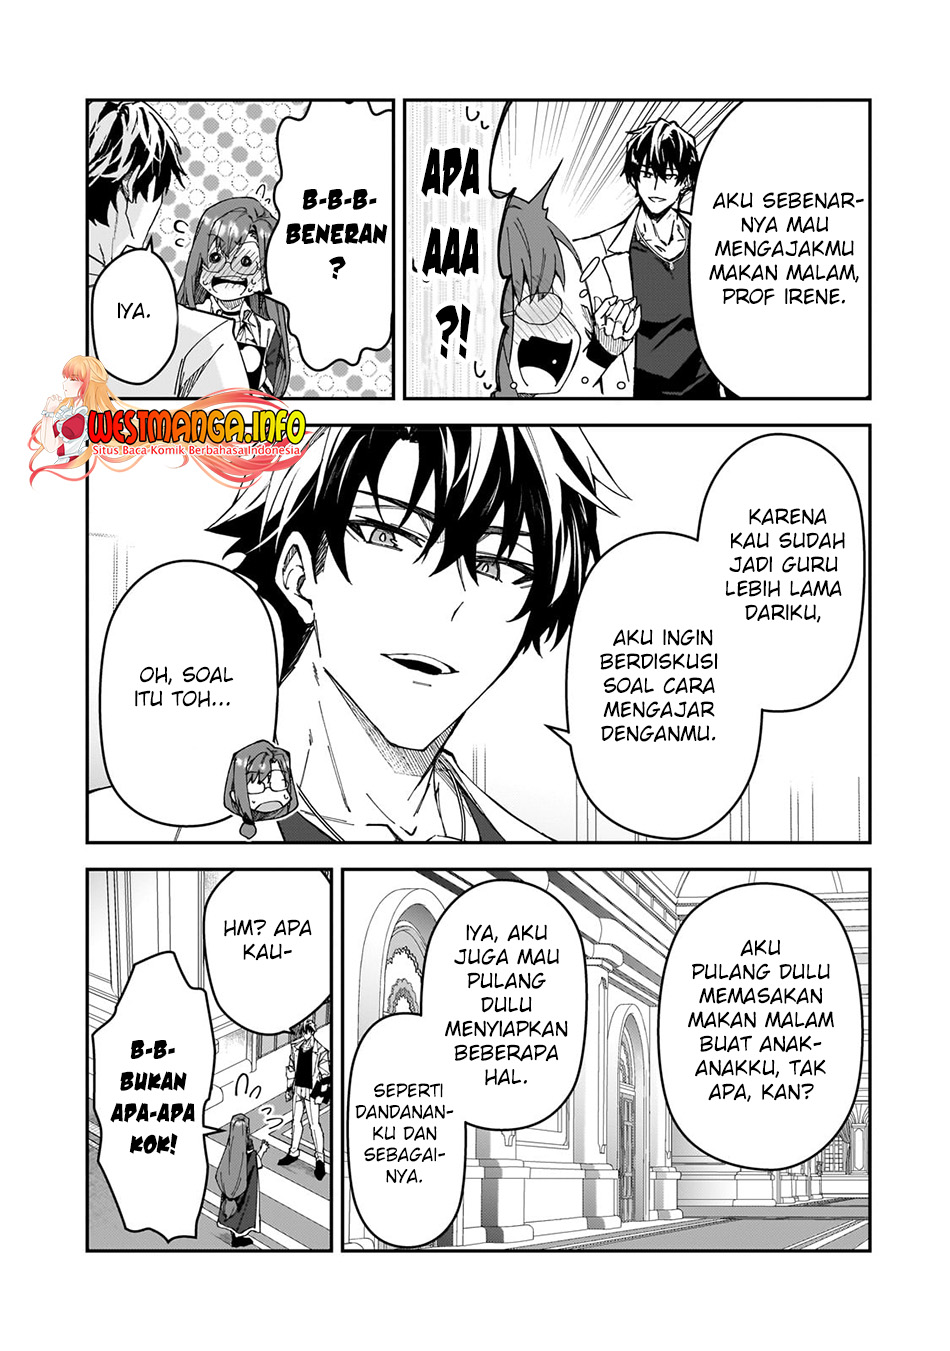 AKU SEBENAR-
NYA MAU
MENGAJAKMU
MAKAN MALAM,
PROF IRENE.
APA
AAA
?!
B-B-B-
BENERAN
?
IYA.
WESTMANGA.INFO
Situs Baca Komik Berbahasa Indonesia
KARENA
KAU SUDAH
JADI GURU
LEBIH LAMA
DARIKU,
AKU INGIN
BERDISKUSI
SOAL CARA
MENGAJAR
DENGANMU.
OH, SOAL
ITU TOH...
AKU
PULANG DULU
MEMASAKAN
MAKAN MALAM
BUAT ANAK-
ANAKKU, TAK
APA, KAN?
IYA, AKU
JUGA MAU
PULANG
DULU
MENYIAPKAN
BEBERAPA
HAL.
SEPERTI
DANDANAN-
KU DAN
SEBAGAI-
NYA.
HM? APA
KAU-
B-B-
BUKAN
APA-APA
KOK!